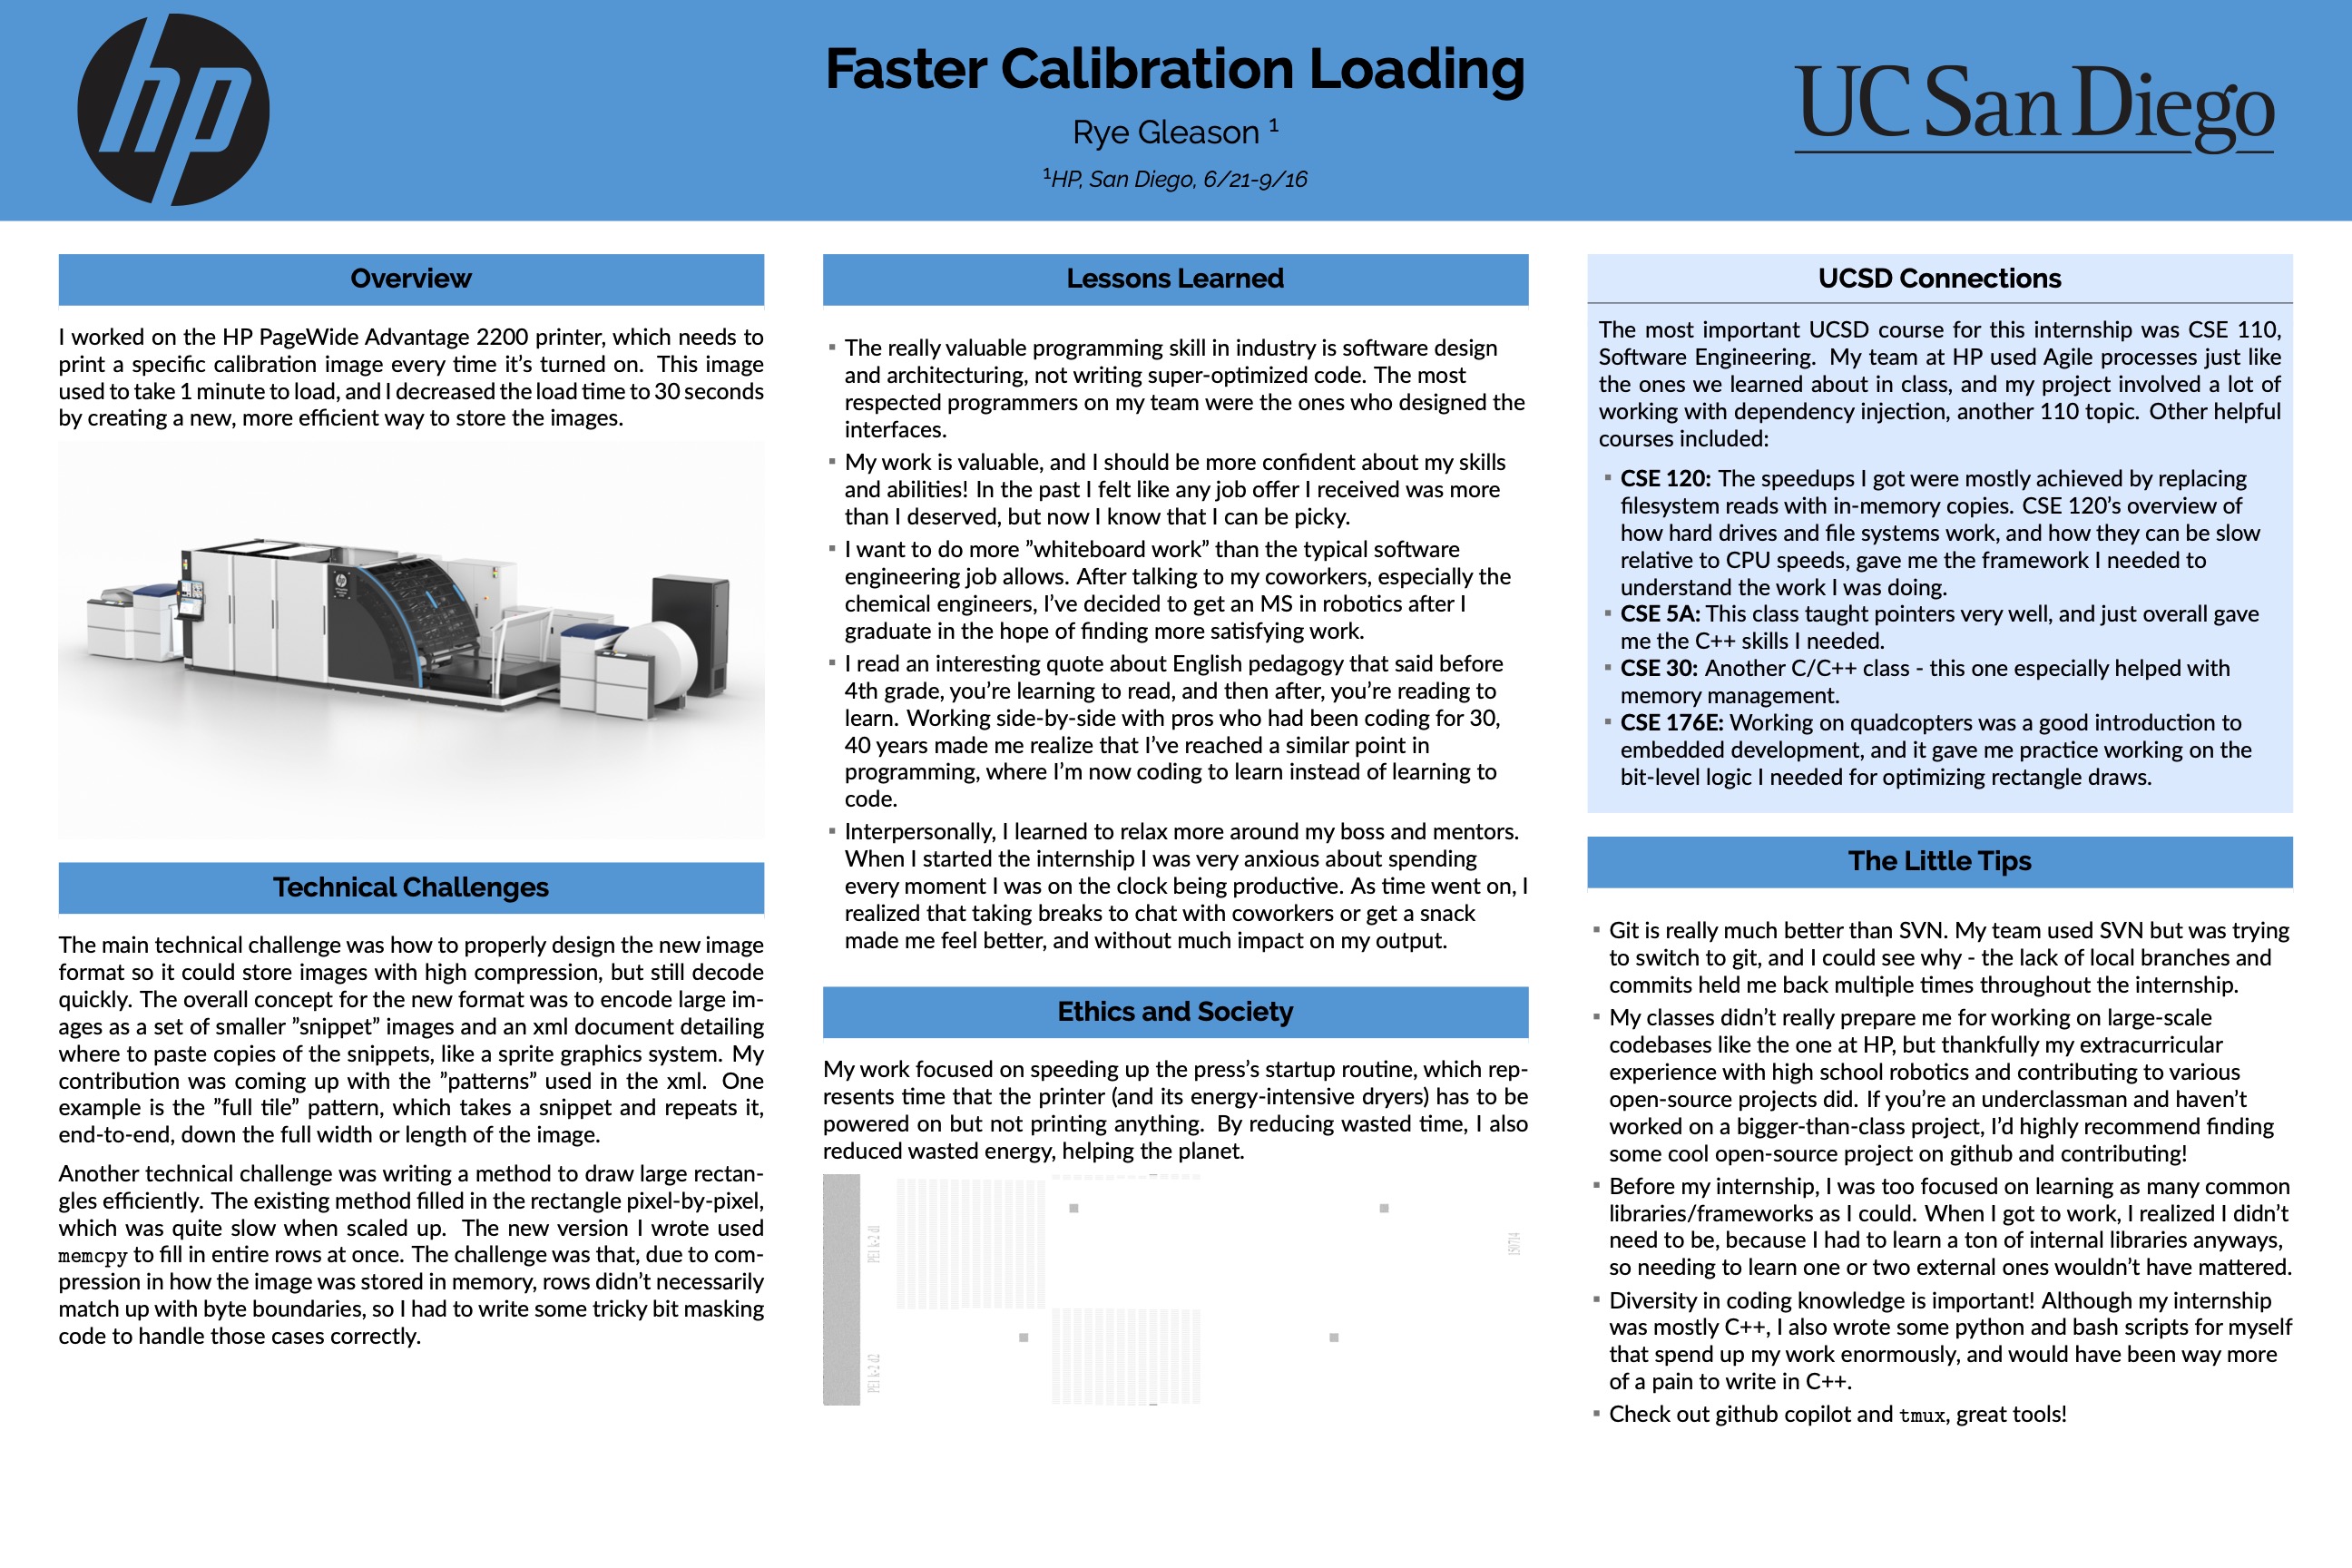 hp
Faster Calibration Loading
Rye Gleason ¹
¹HP, San Diego, 6/21-9/16
UC San Diego
Overview
I worked on the HP PageWide Advantage 2200 printer, which needs to
print a specific calibration image every time it's turned on. This image
used to take 1 minute to load, and I decreased the load time to 30 seconds
by creating a new, more efficient way to store the images.
Technical Challenges
The main technical challenge was how to properly design the new image
format so it could store images with high compression, but still decode
quickly. The overall concept for the new format was to encode large im-
ages as a set of smaller ”snippet” images and an xml document detailing
where to paste copies of the snippets, like a sprite graphics system. My
contribution was coming up with the ”patterns” used in the xml. One
example is the ”full tile” pattern, which takes a snippet and repeats it,
end-to-end, down the full width or length of the image.
Another technical challenge was writing a method to draw large rectan-
gles efficiently. The existing method filled in the rectangle pixel-by-pixel,
which was quite slow when scaled up. The new version I wrote used
memcpy to fill in entire rows at once. The challenge was that, due to com-
pression in how the image was stored in memory, rows didn't necessarily
match up with byte boundaries, so I had to write some tricky bit masking
code to handle those cases correctly.
Lessons Learned
▪ The really valuable programming skill in industry is software design
and architecturing, not writing super-optimized code. The most
respected programmers on my team were the ones who designed the
interfaces.
▪ My work is valuable, and I should be more confident about my skills
and abilities! In the past I felt like any job offer I received was more
than I deserved, but now I know that I can be picky.
▪ I want to do more ”whiteboard work” than the typical software
engineering job allows. After talking to my coworkers, especially the
chemical engineers, I've decided to get an MS in robotics after I
graduate in the hope of finding more satisfying work.
▪ I read an interesting quote about English pedagogy that said before
4th grade, you're learning to read, and then after, you're reading to
learn. Working side-by-side with pros who had been coding for 30,
40 years made me realize that I've reached a similar point in
programming, where I'm now coding to learn instead of learning to
code.
▪ Interpersonally, I learned to relax more around my boss and mentors.
When I started the internship I was very anxious about spending
every moment I was on the clock being productive. As time went on, I
realized that taking breaks to chat with coworkers or get a snack
made me feel better, and without much impact on my output.
Ethics and Society
My work focused on speeding up the press's startup routine, which rep-
resents time that the printer (and its energy-intensive dryers) has to be
powered on but not printing anything. By reducing wasted time, I also
reduced wasted energy, helping the planet.
PE1 k-2 d1
150714
PE1 k-2 d2
UCSD Connections
The most important UCSD course for this internship was CSE 110,
Software Engineering. My team at HP used Agile processes just like
the ones we learned about in class, and my project involved a lot of
working with dependency injection, another 110 topic. Other helpful
courses included:
▪ CSE 120: The speedups I got were mostly achieved by replacing
filesystem reads with in-memory copies. CSE 120's overview of
how hard drives and file systems work, and how they can be slow
relative to CPU speeds, gave me the framework I needed to
understand the work I was doing.
▪ CSE 5A: This class taught pointers very well, and just overall gave
me the C++ skills I needed.
▪ CSE 30: Another C/C++ class - this one especially helped with
memory management.
▪ CSE 176E: Working on quadcopters was a good introduction to
embedded development, and it gave me practice working on the
bit-level logic I needed for optimizing rectangle draws.
The Little Tips
▪ Git is really much better than SVN. My team used SVN but was trying
to switch to git, and I could see why - the lack of local branches and
commits held me back multiple times throughout the internship.
▪ My classes didn't really prepare me for working on large-scale
codebases like the one at HP, but thankfully my extracurricular
experience with high school robotics and contributing to various
open-source projects did. If you're an underclassman and haven't
worked on a bigger-than-class project, I'd highly recommend finding
some cool open-source project on github and contributing!
▪ Before my internship, I was too focused on learning as many common
libraries/frameworks as I could. When I got to work, I realized I didn't
need to be, because I had to learn a ton of internal libraries anyways,
so needing to learn one or two external ones wouldn't have mattered.
▪ Diversity in coding knowledge is important! Although my internship
was mostly C++, I also wrote some python and bash scripts for myself
that spend up my work enormously, and would have been way more
of a pain to write in C++.
▪ Check out github copilot and tmux, great tools!